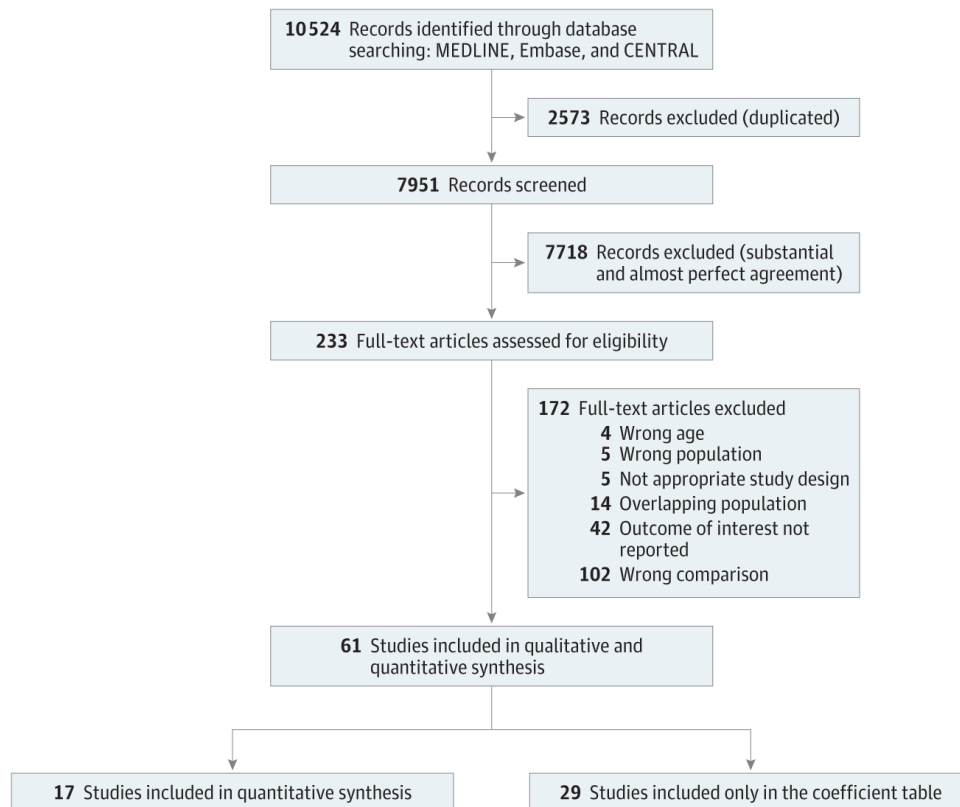 10524 Records identified through database
searching: MEDLINE, Embase, and CENTRAL
2573 Records excluded (duplicated)
7951 Records screened
7718 Records excluded (substantial
and almost perfect agreement)
233 Full-text articles assessed for eligibility
172 Full-text articles excluded
4 Wrong age
5 Wrong population
5 Not appropriate study design
14 Overlapping population
42 Outcome of interest not
reported
102 Wrong comparison
61 Studies included in qualitative and
quantitative synthesis
17 Studies included in quantitative synthesis
29 Studies included only in the coefficient table